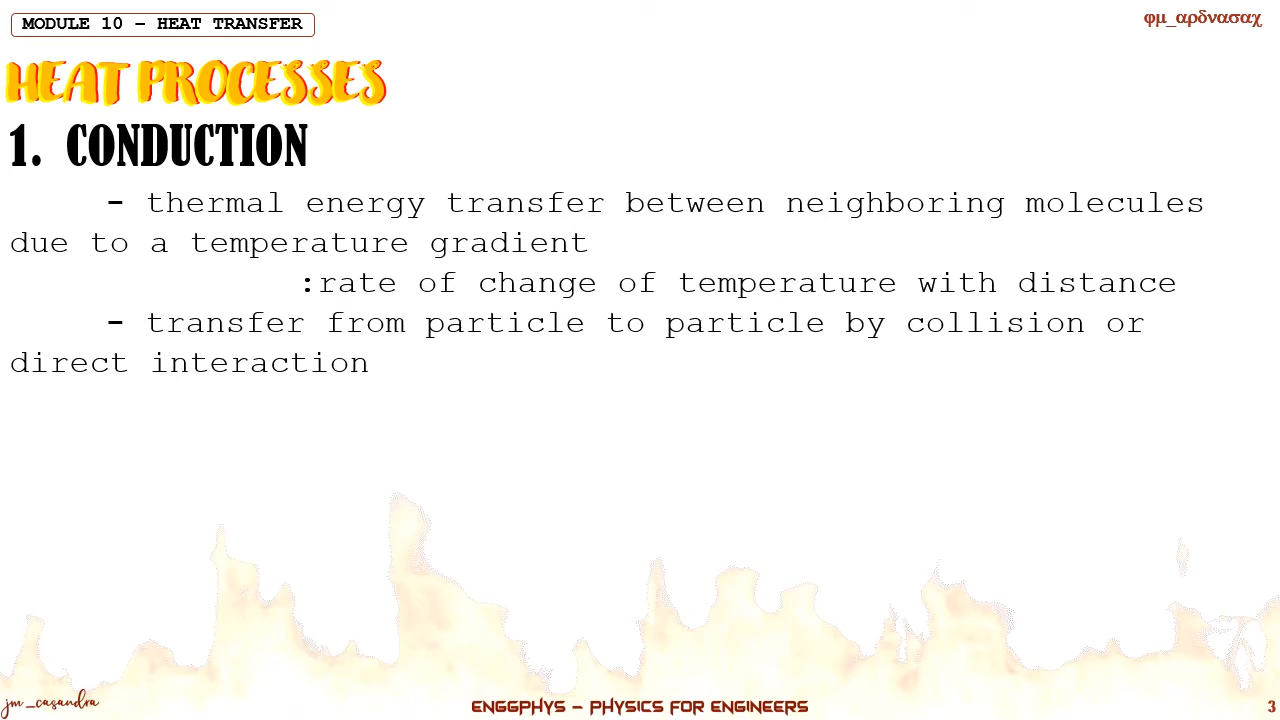 MODULE 10 – HEAT TRANSFER
φμ_αρδνασαχ
HEAT PROCESSES
1. CONDUCTION
- thermal energy transfer between neighboring molecules
due to a temperature gradient
:rate of change of temperature with distance
- transfer from particle to particle by collision or
direct interaction
jm_casandra
ENGGPHYS – PHYSICS FOR ENGINEERS
3